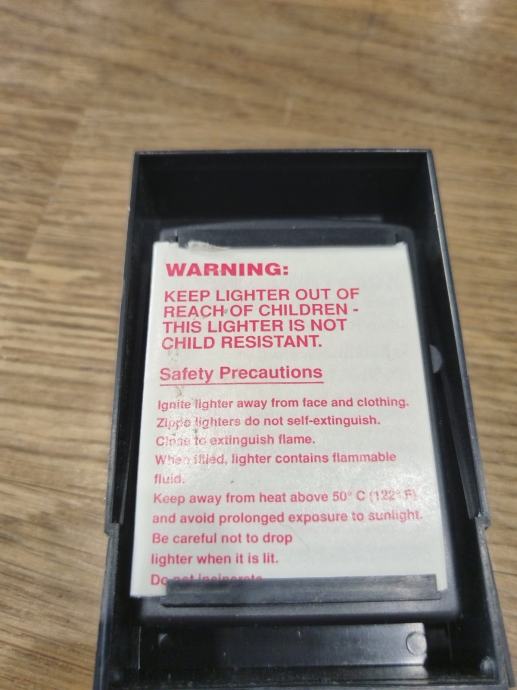 WARNING:
KEEP LIGHTER OUT OF
REACH OF CHILDREN -
THIS LIGHTER IS NOT
CHILD RESISTANT.
Safety Precautions
Ignite lighter away from face and clothing.
Zippo lighters do not self-extinguish.
Close to extinguish flame.
When filled, lighter contains flammable
fluid.
Keep away from heat above 50° C (122° F)
and avoid prolonged exposure to sunlight.
Be careful not to drop
lighter when it is lit.
Do not incinerate